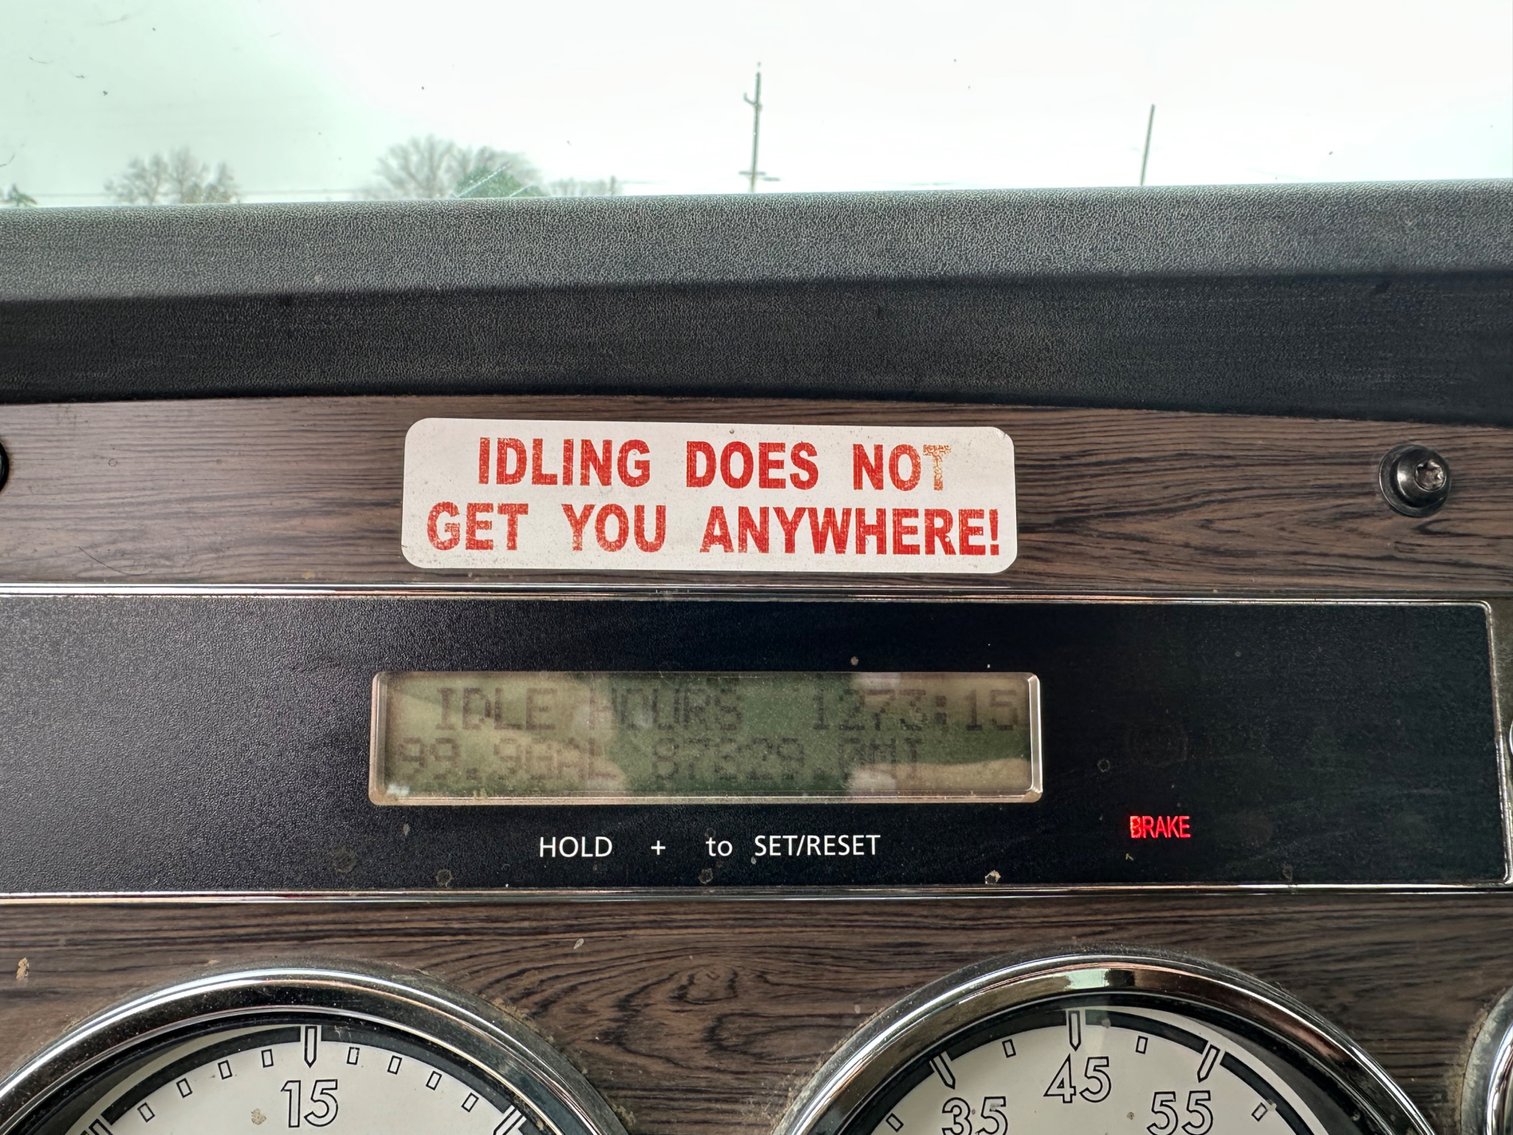 IDLING DOES NOT
GET YOU ANYWHERE!
IDLE HOURS 1273:15
99.9GAL 87329.0MI
HOLD + to SET/RESET
BRAKE
15
35 45 55